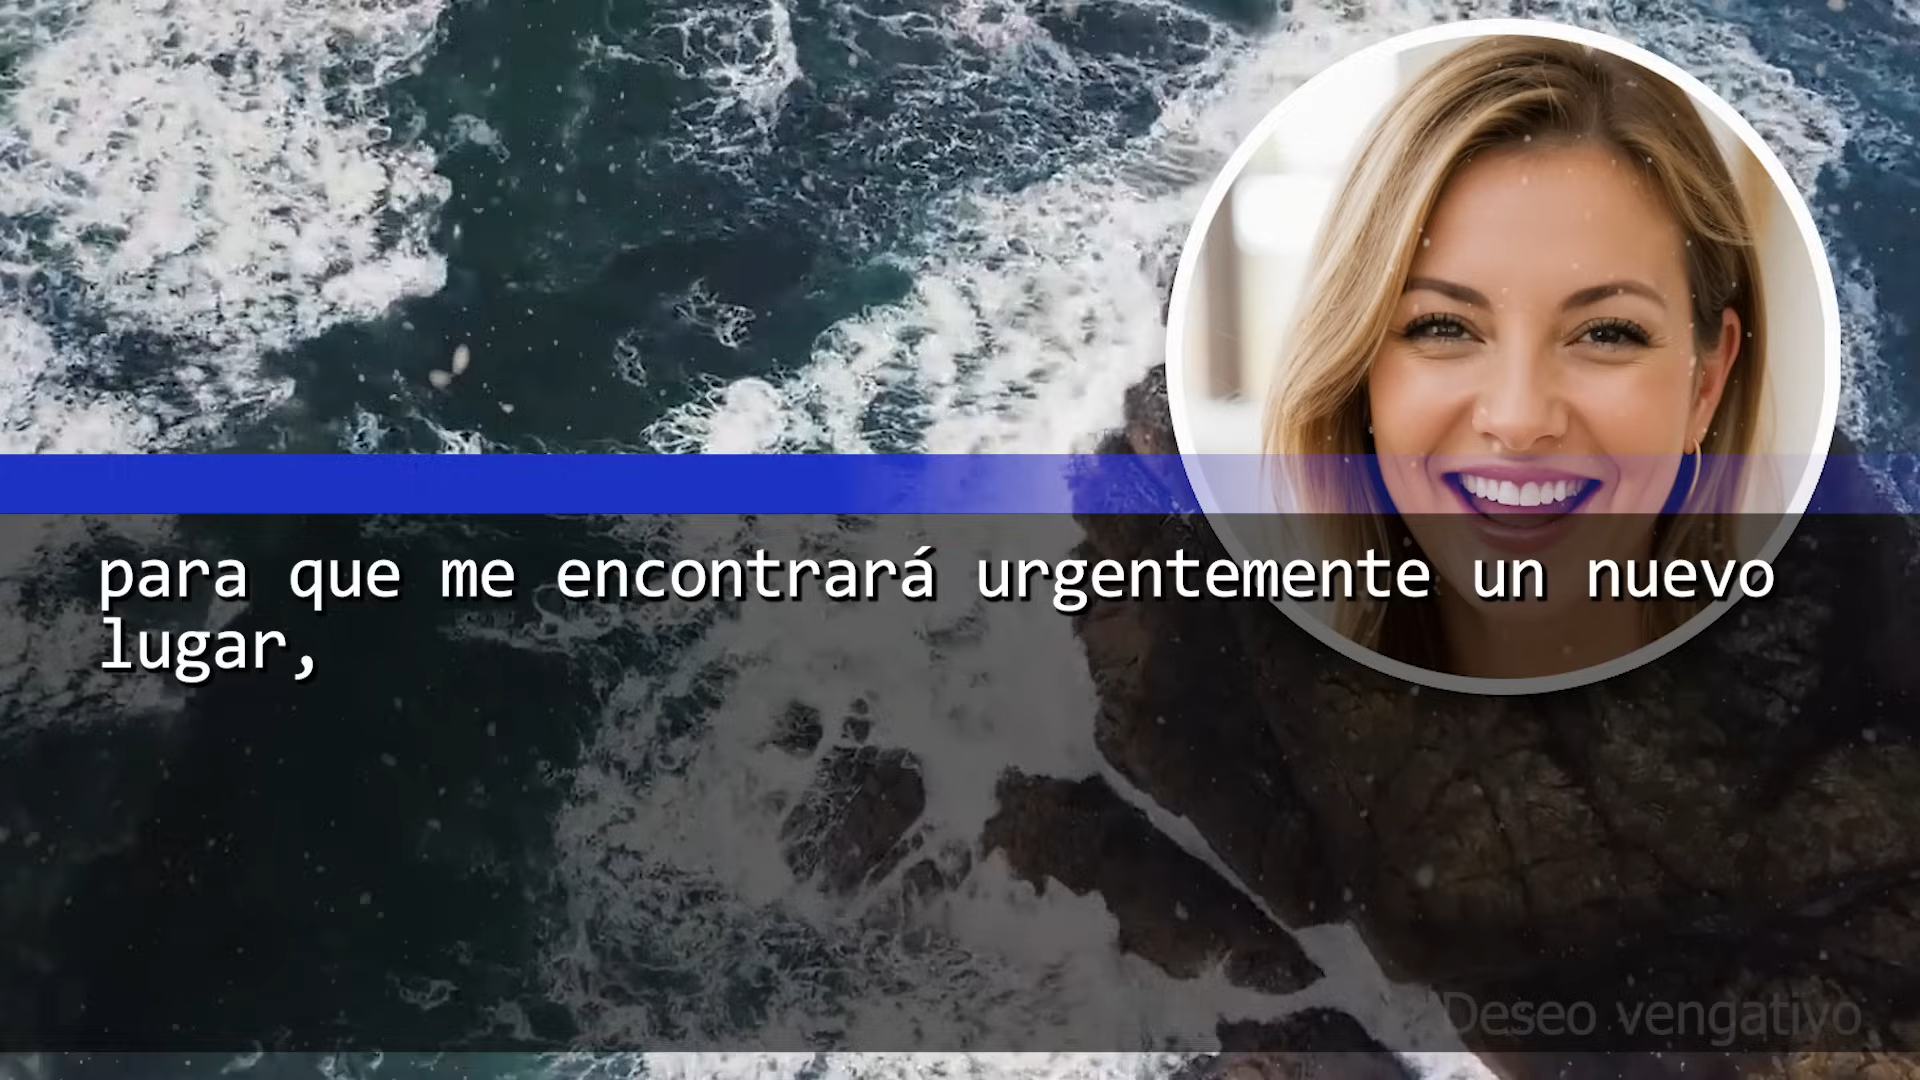 para que me encontrará urgentemente un nuevo
lugar,
Deseo vengativo